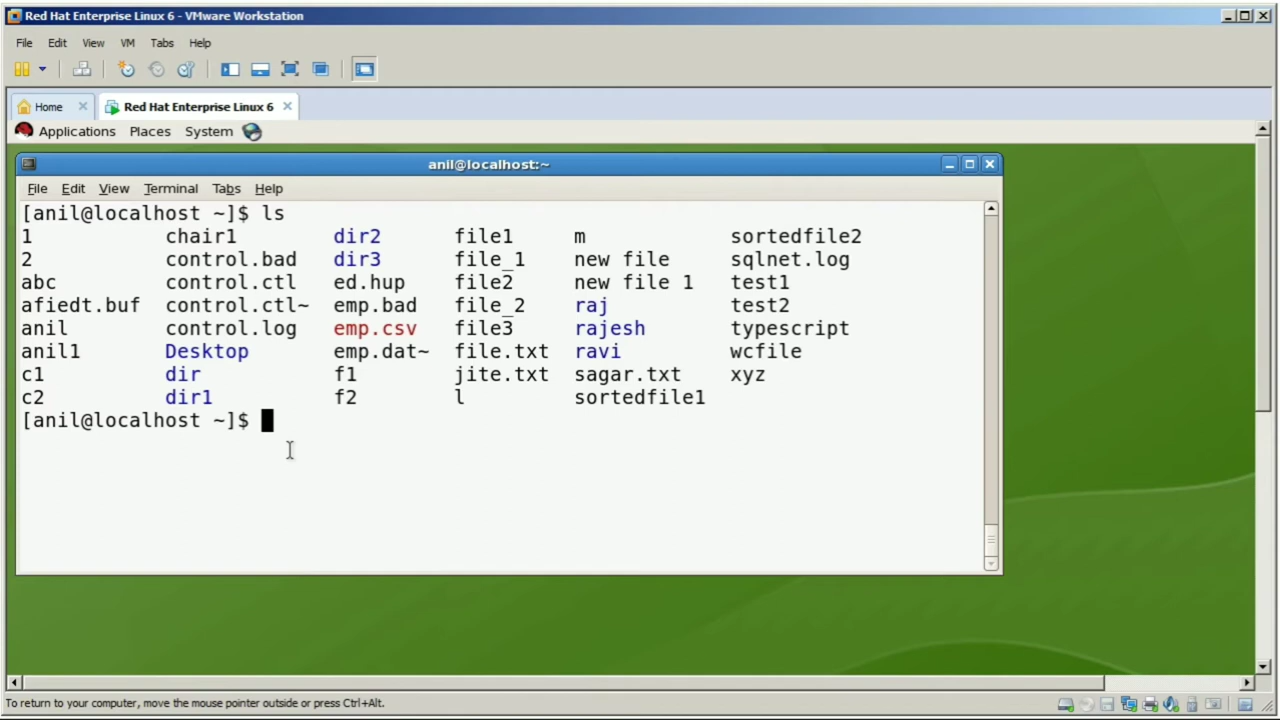 Red Hat Enterprise Linux 6 - VMware Workstation
File Edit View VM Tabs Help
Home Red Hat Enterprise Linux 6
Applications Places System
anil@localhost:~
File Edit View Terminal Tabs Help
[anil@localhost ~]$ ls
1 chair1 dir2 file1 m sortedfile2
2 control.bad dir3 file_1 new file sqlnet.log
abc control.ctl ed.hup file2 new file 1 test1
afiedt.buf control.ctl~ emp.bad file_2 raj test2
anil control.log emp.csv file3 rajesh typescript
anil1 Desktop emp.dat~ file.txt ravi wcfile
c1 dir f1 jite.txt sagar.txt xyz
c2 dir1 f2 l sortedfile1
[anil@localhost ~]$
To return to your computer, move the mouse pointer outside or press Ctrl+Alt.